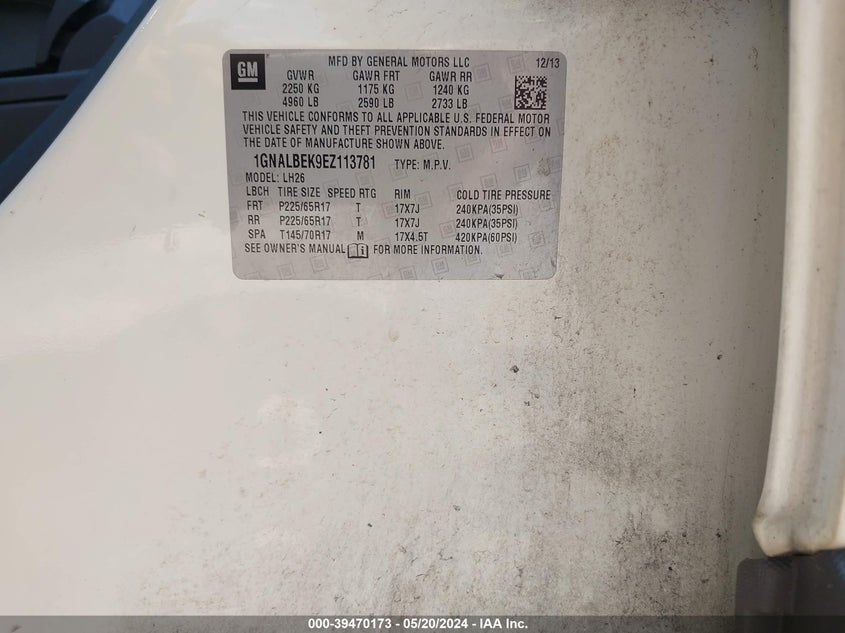 GM MFD BY GENERAL MOTORS LLC 12/13
GVWR GAWR FRT GAWR RR
2250 KG 1175 KG 1240 KG
4960 LB 2590 LB 2733 LB
THIS VEHICLE CONFORMS TO ALL APPLICABLE U.S. FEDERAL MOTOR
VEHICLE SAFETY AND THEFT PREVENTION STANDARDS IN EFFECT ON
THE DATE OF MANUFACTURE SHOWN ABOVE.
1GNALBEK9EZ113781 TYPE: M.P.V.
MODEL: LH26
LBCH TIRE SIZE SPEED RTG RIM COLD TIRE PRESSURE
FRT P225/65R17 T 17X7J 240KPA(35PSI)
RR P225/65R17 T 17X7J 240KPA(35PSI)
SPA T145/70R17 M 17X4.5T 420KPA(60PSI)
SEE OWNER'S MANUAL FOR MORE INFORMATION.
000-39470173 - 05/20/2024 - IAA Inc.